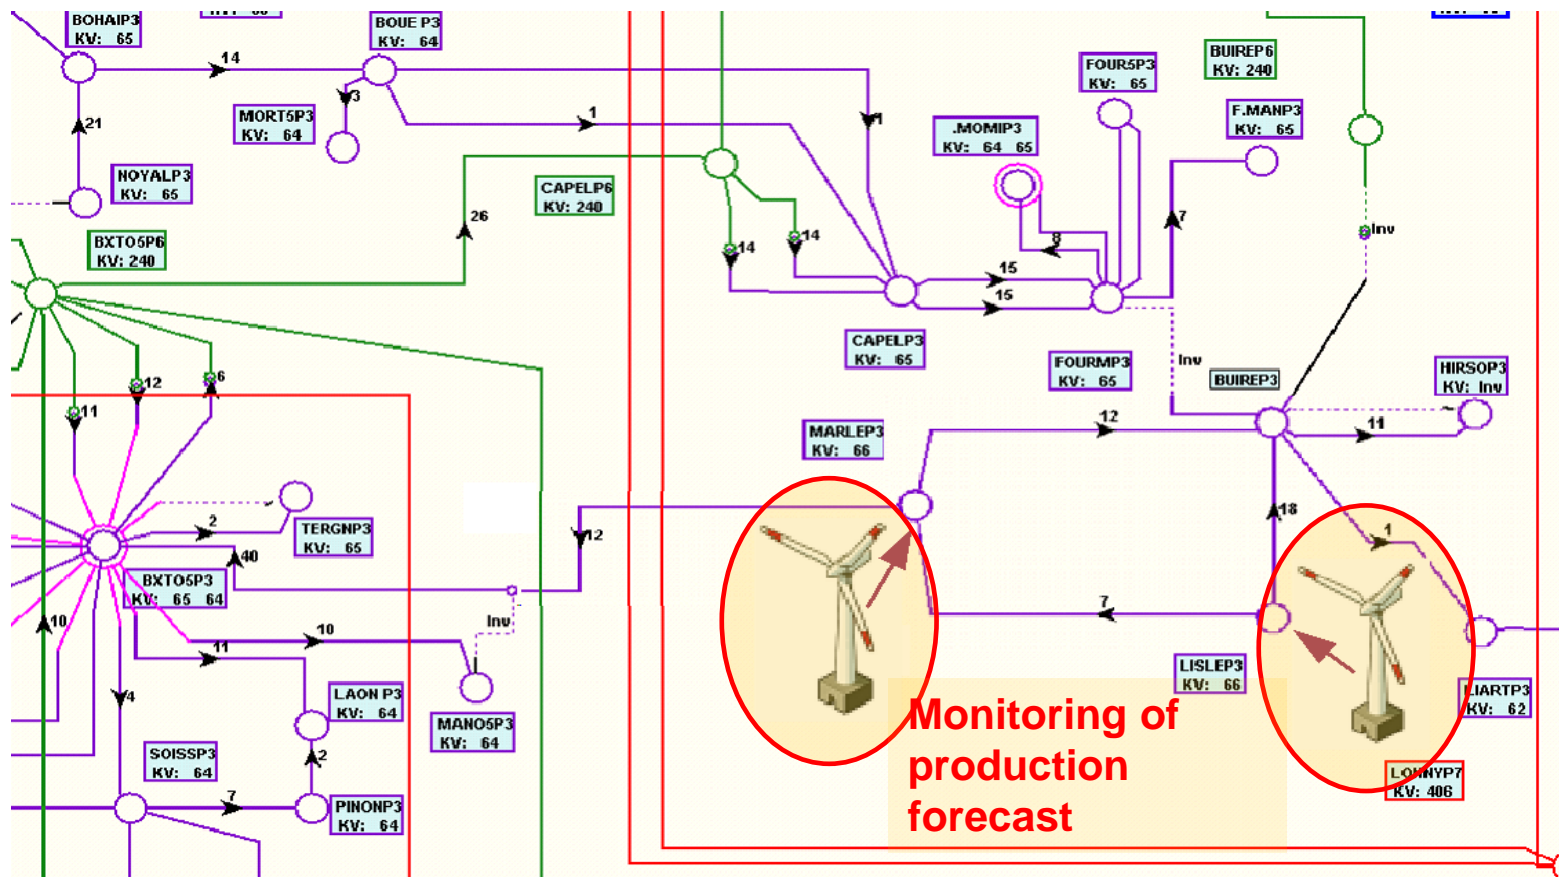 BOHAIP3
KV: 65
BOUE P3
KV: 64
14
21
3
MORT5P3
KV: 64
1
NOYALP3
KV: 65
BXTO5P6
KV: 240
26
CAPELP6
KV: 240
14
14
.MOMIP3
KV: 64 65
FOUR5P3
KV: 65
BUIREP6
KV: 240
F.MANP3
KV: 65
7
8
Inv
15
15
CAPELP3
KV: 65
FOURMP3
KV: 65
Inv
BUIREP3
HIRSOP3
KV: Inv
12
6
11
MARLEP3
KV: 66
12
11
TERGNP3
KV: 65
2
40
12
18
1
BXTO5P3
KV: 65 64
10
Inv
10
11
4
7
LISLEP3
KV: 66
LIARTP3
KV: 62
LAON P3
KV: 64
MANO5P3
KV: 64
SOISSP3
KV: 64
2
7
PINONP3
KV: 64
LONNYP7
KV: 406
Monitoring of
production
forecast